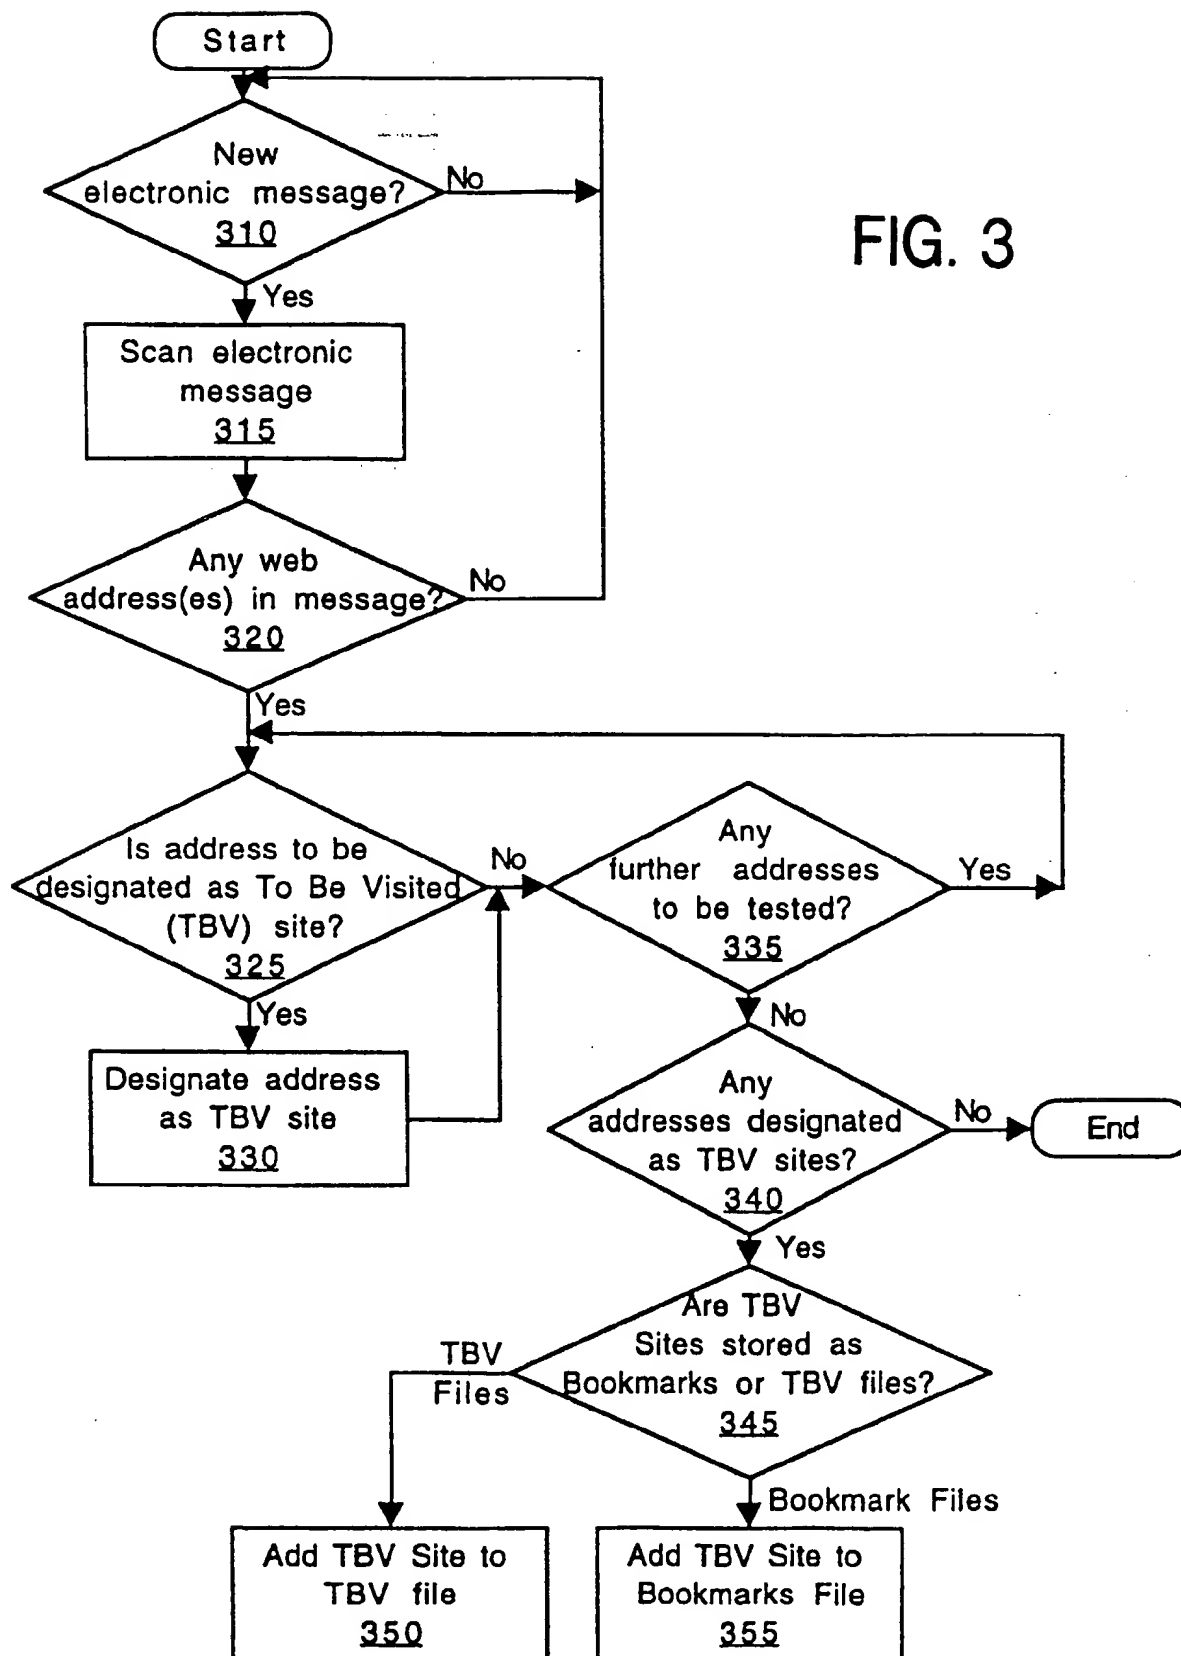 Start
New
electronic message?
310
No
Yes
FIG. 3
Scan electronic
message
315
Any web
address(es) in message?
320
No
Yes
Is address to be
designated as To Be Visited
(TBV) site?
325
No
Yes
Any
further addresses
to be tested?
335
Yes
No
Designate address
as TBV site
330
Any
addresses designated
as TBV sites?
340
No
End
Yes
Are TBV
Sites stored as
Bookmarks or TBV files?
345
TBV
Files
Bookmark Files
Add TBV Site to
TBV file
350
Add TBV Site to
Bookmarks File
355